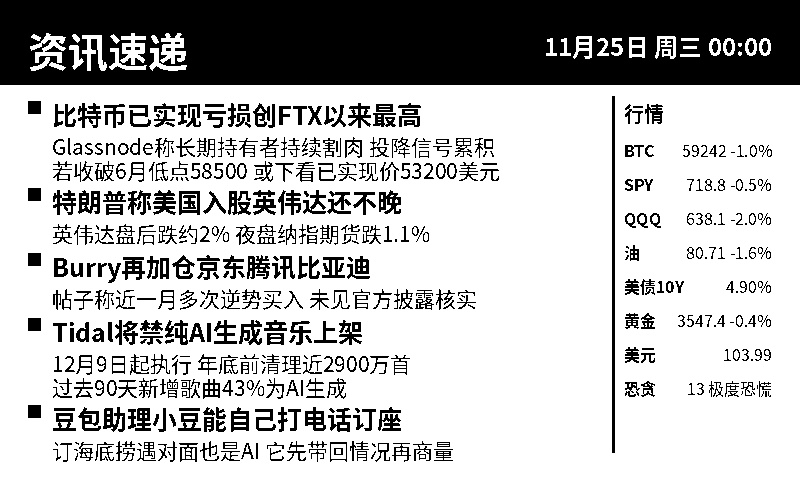 资讯速递
11月25日 周三 00:00
比特币已实现亏损创FTX以来最高
Glassnode称长期持有者持续割肉 投降信号累积
若收破6月低点58500 或下看已实现价53200美元
特朗普称美国入股英伟达还不晚
英伟达盘后跌约2% 夜盘纳指期货跌1.1%
Burry再加仓京东腾讯比亚迪
帖子称近一月多次逆势买入 未见官方披露核实
Tidal将禁纯AI生成音乐上架
12月9日起执行 年底前清理近2900万首
过去90天新增歌曲43%为AI生成
豆包助理小豆能自己打电话订座
订海底捞遇对面也是AI 它先带回情况再商量
行情
BTC 59242 -1.0%
SPY 718.8 -0.5%
QQQ 638.1 -2.0%
油 80.71 -1.6%
美债10Y 4.90%
黄金 3547.4 -0.4%
美元 103.99
恐贪 13 极度恐慌